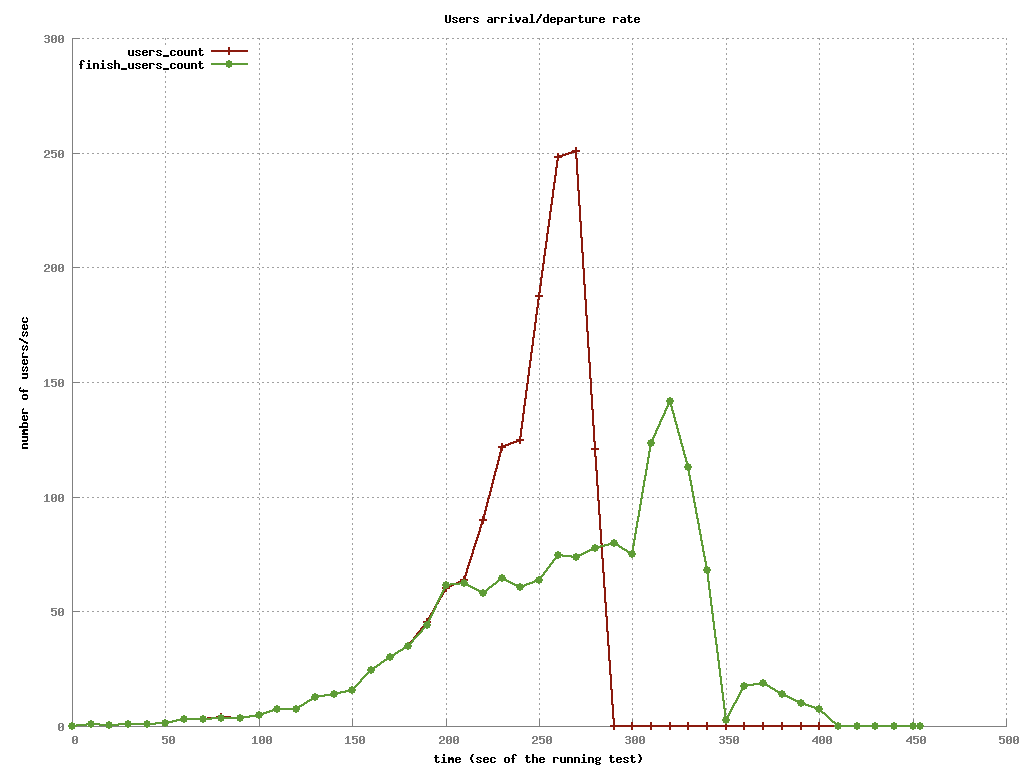 Users arrival/departure rate
300
users_count
finish_users_count
250
200
number of users/sec
150
100
50
0
0 50 100 150 200 250 300 350 400 450 500
time (sec of the running test)